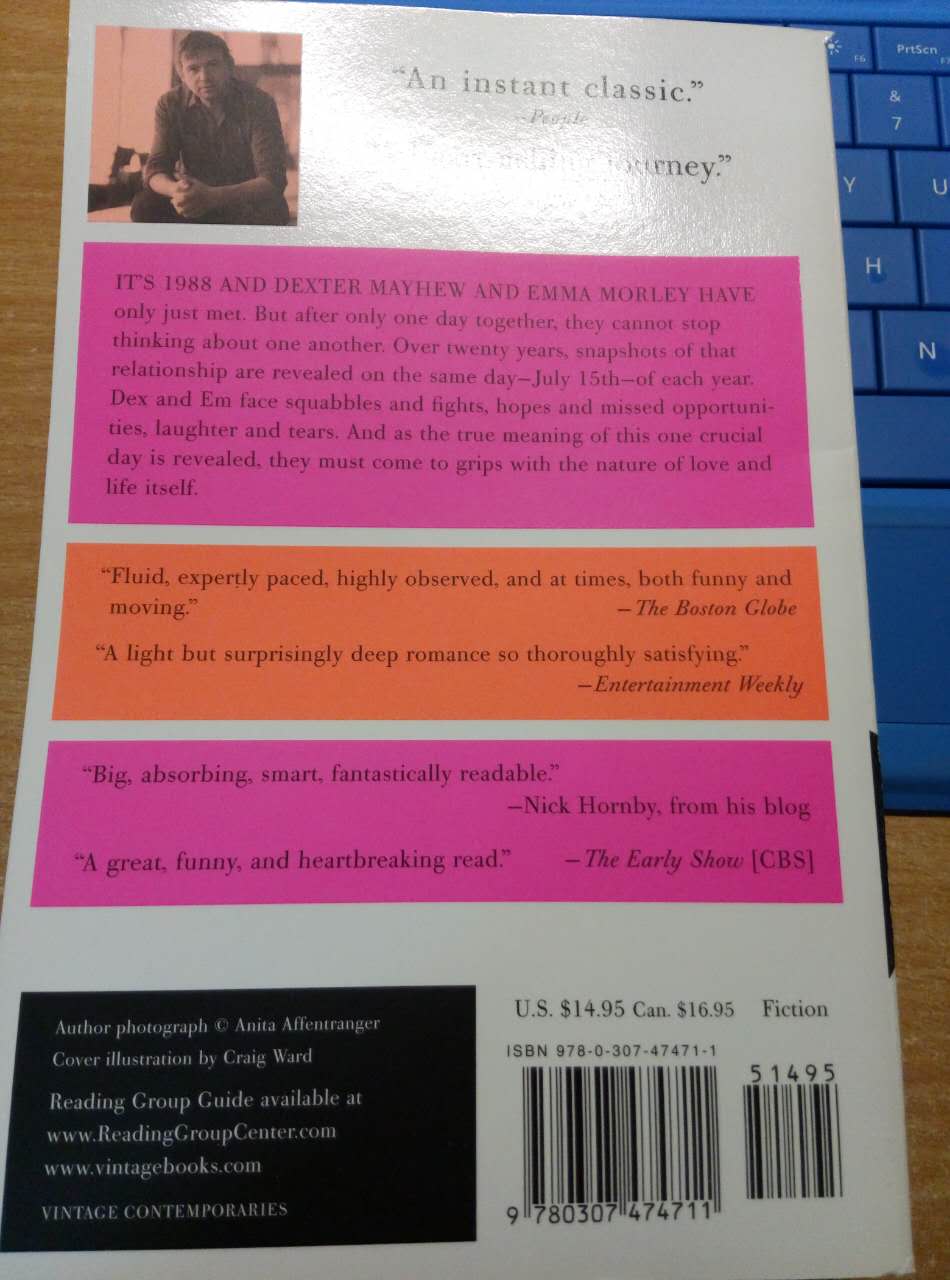 “An instant classic.”
–People
journey.”
IT’S 1988 AND DEXTER MAYHEW AND EMMA MORLEY HAVE
only just met. But after only one day together, they cannot stop
thinking about one another. Over twenty years, snapshots of that
relationship are revealed on the same day—July 15th—of each year.
Dex and Em face squabbles and fights, hopes and missed opportuni-
ties, laughter and tears. And as the true meaning of this one crucial
day is revealed, they must come to grips with the nature of love and
life itself.
“Fluid, expertly paced, highly observed, and at times, both funny and
moving.” —The Boston Globe
“A light but surprisingly deep romance so thoroughly satisfying.”
—Entertainment Weekly
“Big, absorbing, smart, fantastically readable.”
—Nick Hornby, from his blog
“A great, funny, and heartbreaking read.” —The Early Show [CBS]
Author photograph © Anita Affentranger
Cover illustration by Craig Ward
Reading Group Guide available at
www.ReadingGroupCenter.com
www.vintagebooks.com
VINTAGE CONTEMPORARIES
U.S. $14.95 Can. $16.95 Fiction
ISBN 978-0-307-47471-1
51495
9 780307 474711
F6
PrtScn
&
7
Y
U
H
N